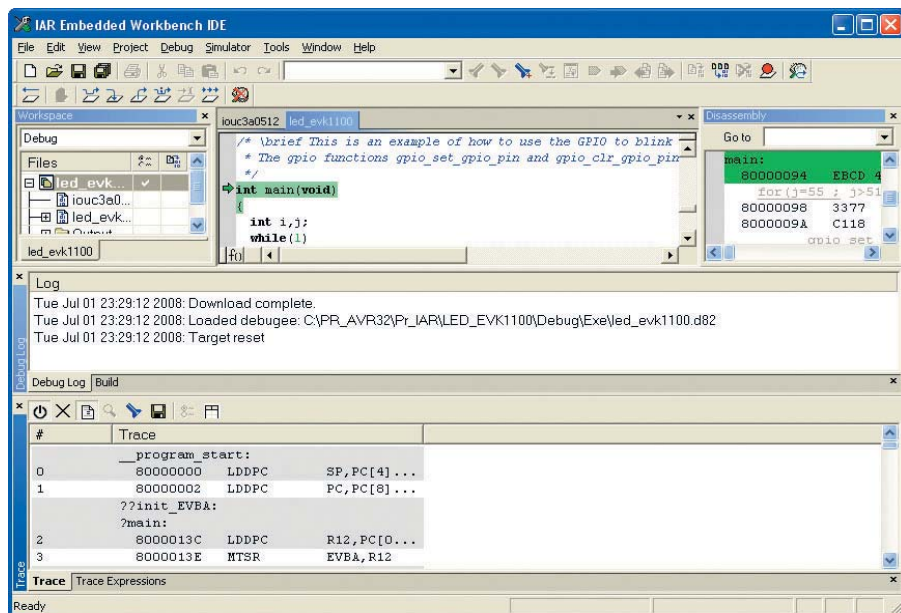 IAR Embedded Workbench IDE
File Edit View Project Debug Simulator Tools Window Help
Workspace
Debug
Files
led_evk...
iouc3a0...
led_evk...
led_evk1100
iouc3a0512 led_evk1100
/* \brief This is an example of how to use the GPIO to blink
* The gpio functions gpio_set_gpio_pin and gpio_clr_gpio_pin
*/
int main(void)
{
int i,j;
while(1)
f()
Disassembly
Go to
main:
80000094 EBCD 4
for(j=55 ; j>51
80000098 3377
8000009A C118
gpio set
Log
Tue Jul 01 23:29:12 2008: Download complete.
Tue Jul 01 23:29:12 2008: Loaded debugee: C:\PR_AVR32\Pr_IAR\LED_EVK1100\Debug\Exe\led_evk1100.d82
Tue Jul 01 23:29:12 2008: Target reset
Debug Log
Debug Log Build
# Trace
__program_start:
0 80000000 LDDPC SP,PC[4]...
1 80000002 LDDPC PC,PC[8]...
??init_EVBA:
?main:
2 8000013C LDDPC R12,PC[0...
3 8000013E MTSR EVBA,R12
Trace
Trace Trace Expressions
Ready